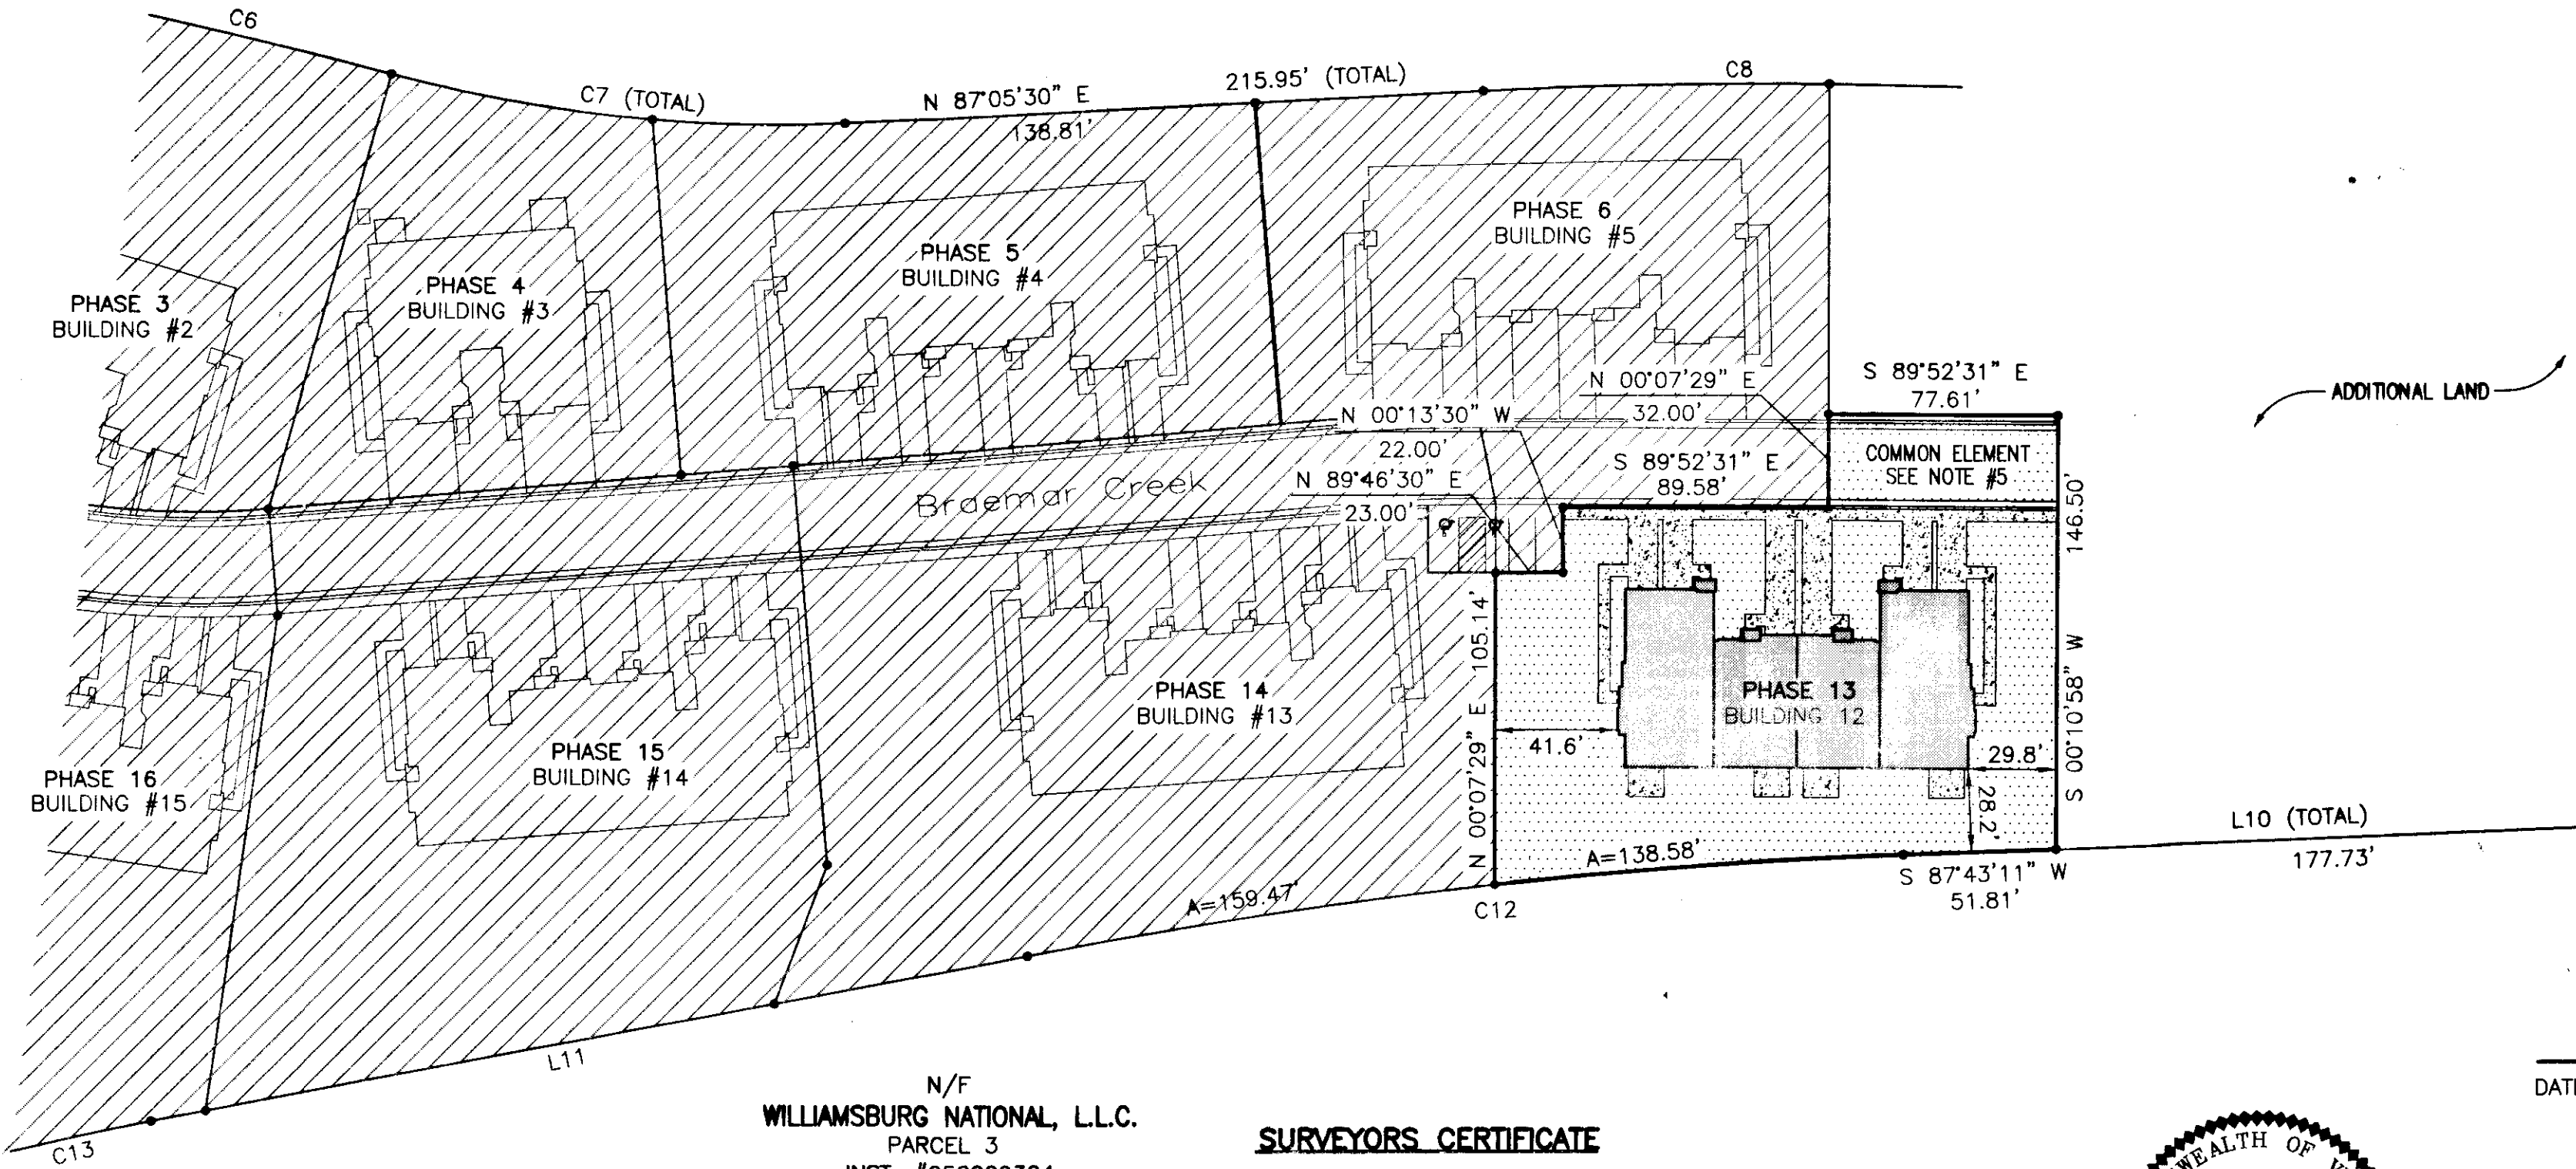 C6
C7 (TOTAL)
N 87°05'30" E
138.81'
215.95' (TOTAL)
C8
PHASE 3
BUILDING #2
PHASE 4
BUILDING #3
PHASE 5
BUILDING #4
PHASE 6
BUILDING #5
N 00°07'29" E
32.00'
S 89°52'31" E
77.61'
ADDITIONAL LAND
N 00°13'30" W
22.00'
COMMON ELEMENT
SEE NOTE #5
S 89°52'31" E
89.58'
N 89°46'30" E
23.00'
Braemar Creek
146.50'
S 00°10'58" W
N 00°07'29" E 105.14'
PHASE 13
BUILDING 12
PHASE 14
BUILDING #13
PHASE 15
BUILDING #14
PHASE 16
BUILDING #15
41.6'
29.8'
28.2'
L10 (TOTAL)
177.73'
A=138.58'
S 87°43'11" W
51.81'
A=159.47'
C12
L11
C13
N/F
WILLIAMSBURG NATIONAL, L.L.C.
PARCEL 3
SURVEYORS CERTIFICATE
WEALTH OF